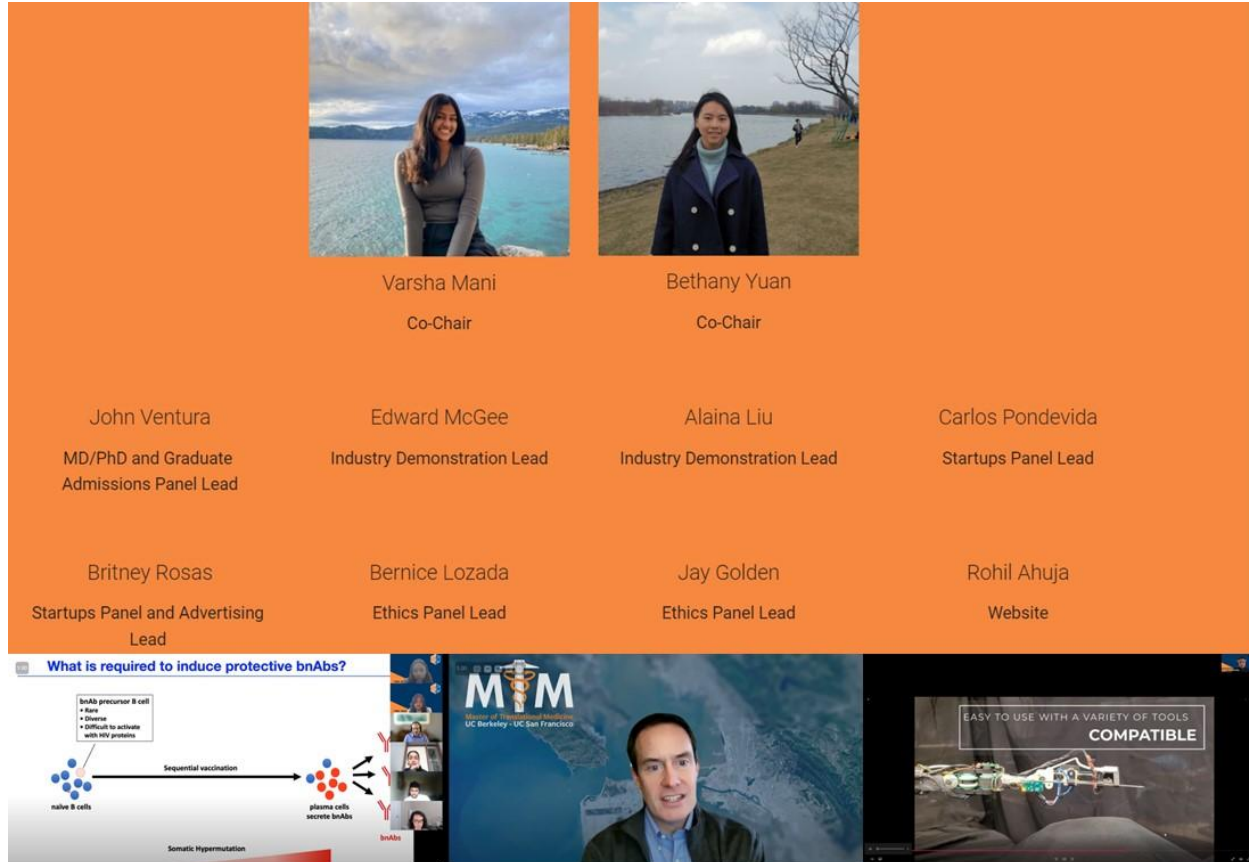 Varsha Mani
Bethany Yuan
Co-Chair
Co-Chair
John Ventura
Edward McGee
Alaina Liu
Carlos Pondevida
MD/PhD and Graduate
Admissions Panel Lead
Industry Demonstration Lead
Industry Demonstration Lead
Startups Panel Lead
Britney Rosas
Bernice Lozada
Jay Golden
Rohil Ahuja
Startups Panel and Advertising
Lead
Ethics Panel Lead
Ethics Panel Lead
Website
What is required to induce protective bnAbs?
bnAb precursor B cell
• Rare
• Diverse
• Difficult to activate
with HIV proteins
Sequential vaccination
naïve B cells
plasma cells
secrete bnAbs
bnAbs
Somatic Hypermutation
MTM
Master of Translational Medicine
UC Berkeley - UC San Francisco
EASY TO USE WITH A VARIETY OF TOOLS
COMPATIBLE